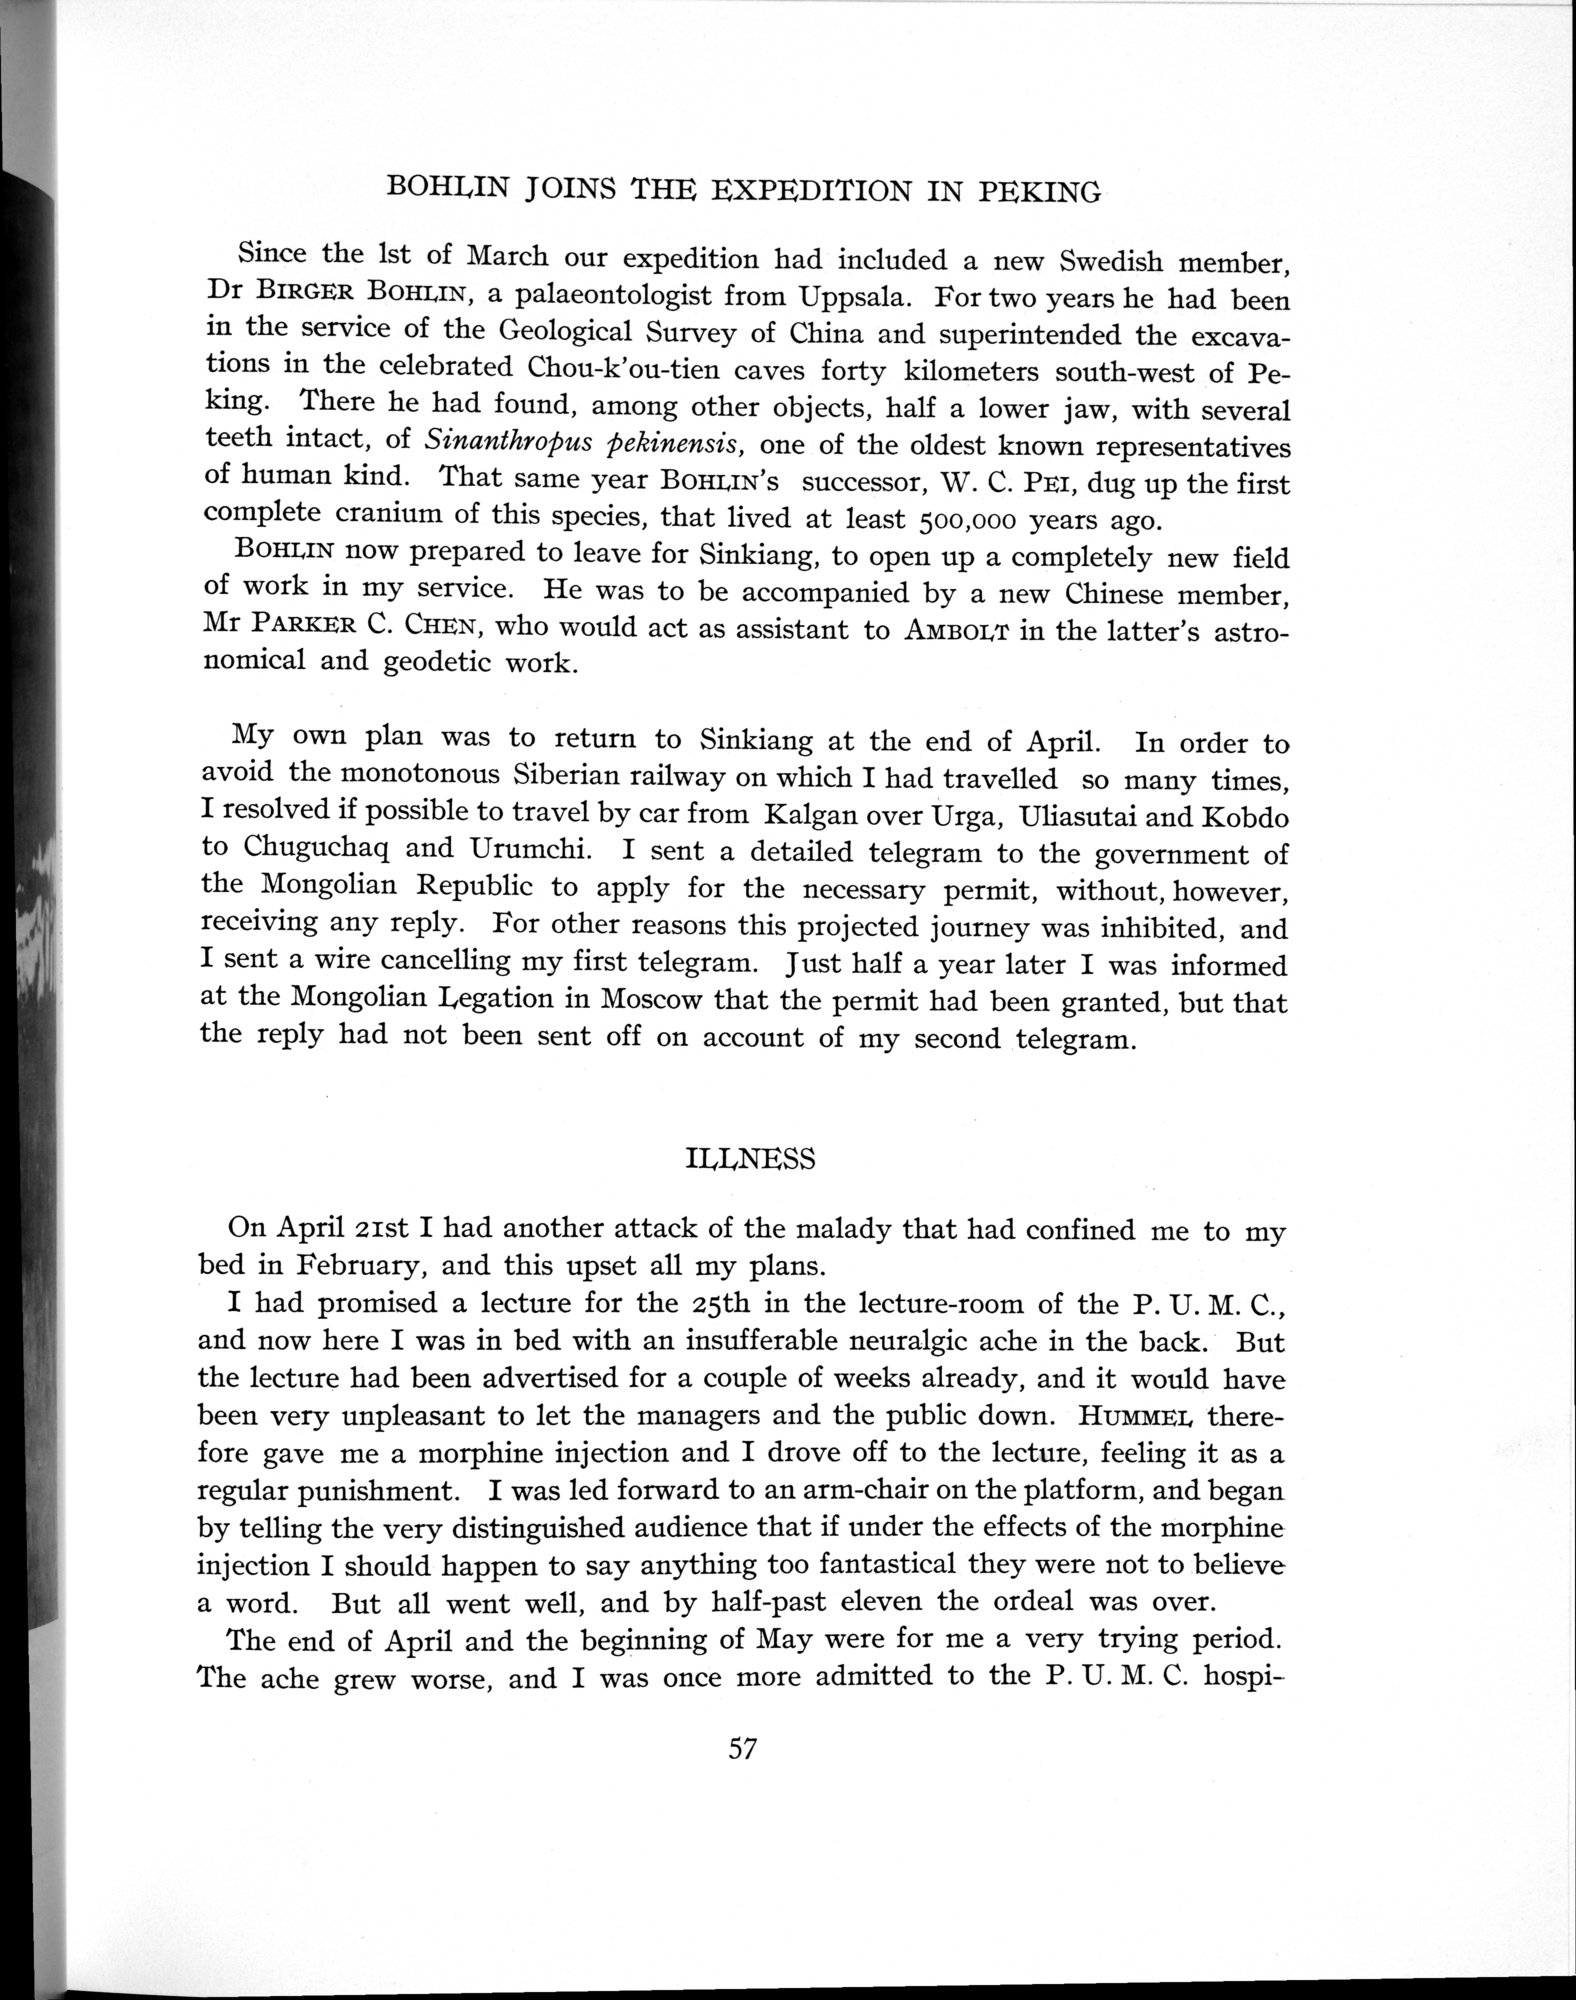 BOHLIN JOINS THE EXPEDITION IN PEKING
Since the 1st of March our expedition had included a new Swedish member,
Dr BIRGER BOHLIN, a palaeontologist from Uppsala. For two years he had been
in the service of the Geological Survey of China and superintended the excava-
tions in the celebrated Chou-k'ou-tien caves forty kilometers south-west of Pe-
king. There he had found, among other objects, half a lower jaw, with several
teeth intact, of Sinanthropus pekinensis, one of the oldest known representatives
of human kind. That same year BOHLIN's successor, W. C. PEI, dug up the first
complete cranium of this species, that lived at least 500,000 years ago.
BOHLIN now prepared to leave for Sinkiang, to open up a completely new field
of work in my service. He was to be accompanied by a new Chinese member,
Mr PARKER C. CHEN, who would act as assistant to AMBOLT in the latter's astro-
nomical and geodetic work.
My own plan was to return to Sinkiang at the end of April. In order to
avoid the monotonous Siberian railway on which I had travelled so many times,
I resolved if possible to travel by car from Kalgan over Urga, Uliasutai and Kobdo
to Chuguchaq and Urumchi. I sent a detailed telegram to the government of
the Mongolian Republic to apply for the necessary permit, without, however,
receiving any reply. For other reasons this projected journey was inhibited, and
I sent a wire cancelling my first telegram. Just half a year later I was informed
at the Mongolian Legation in Moscow that the permit had been granted, but that
the reply had not been sent off on account of my second telegram.
ILLNESS
On April 21st I had another attack of the malady that had confined me to my
bed in February, and this upset all my plans.
I had promised a lecture for the 25th in the lecture-room of the P. U. M. C.,
and now here I was in bed with an insufferable neuralgic ache in the back. But
the lecture had been advertised for a couple of weeks already, and it would have
been very unpleasant to let the managers and the public down. HUMMEL there-
fore gave me a morphine injection and I drove off to the lecture, feeling it as a
regular punishment. I was led forward to an arm-chair on the platform, and began
by telling the very distinguished audience that if under the effects of the morphine
injection I should happen to say anything too fantastical they were not to believe
a word. But all went well, and by half-past eleven the ordeal was over.
The end of April and the beginning of May were for me a very trying period.
The ache grew worse, and I was once more admitted to the P. U. M. C. hospi-
57